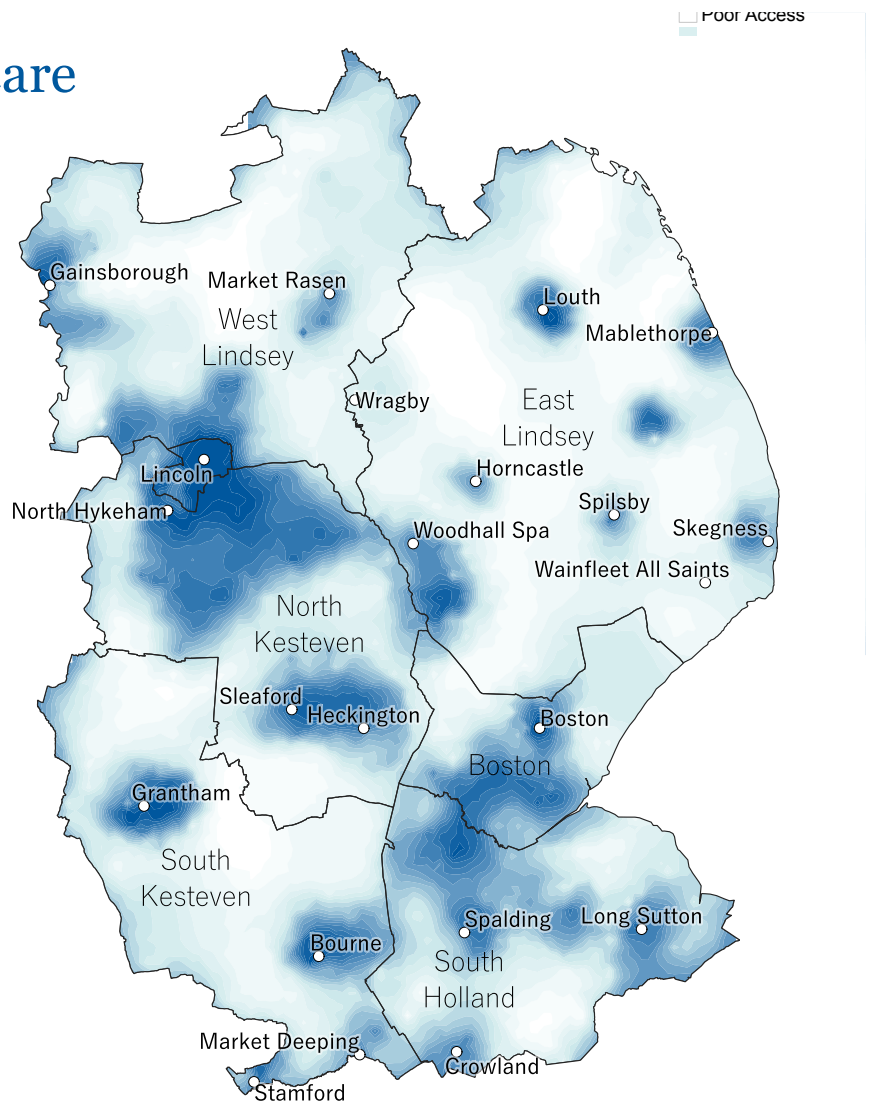 Poor Access
are
Gainsborough
Market Rasen
West
Lindsey
Louth
Mablethorpe
Wragby
East
Lindsey
Lincoln
Horncastle
North Hykeham
Spilsby
Woodhall Spa
Skegness
Wainfleet All Saints
North
Kesteven
Sleaford
Heckington
Boston
Boston
Grantham
South
Kesteven
Spalding
Long Sutton
Bourne
South
Holland
Market Deeping
Crowland
Stamford